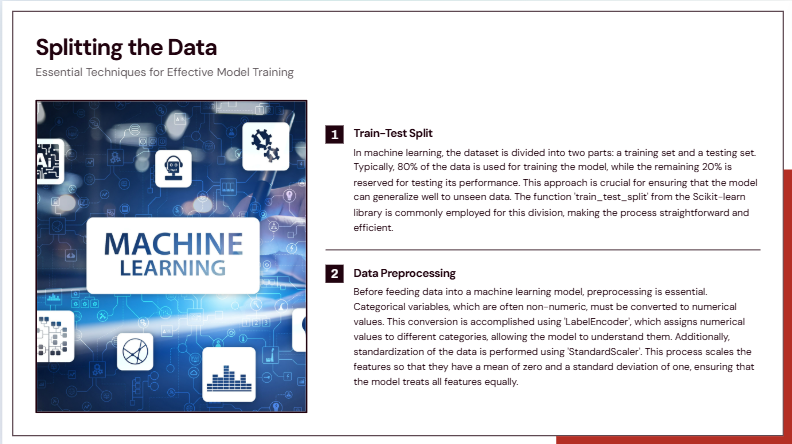 Splitting the Data
Essential Techniques for Effective Model Training
Ai
MACHINE
LEARNING
1 Train-Test Split
In machine learning, the dataset is divided into two parts: a training set and a testing set.
Typically, 80% of the data is used for training the model, while the remaining 20% is
reserved for testing its performance. This approach is crucial for ensuring that the model
can generalize well to unseen data. The function 'train_test_split' from the Scikit-learn
library is commonly employed for this division, making the process straightforward and
efficient.
2 Data Preprocessing
Before feeding data into a machine learning model, preprocessing is essential.
Categorical variables, which are often non-numeric, must be converted to numerical
values. This conversion is accomplished using 'LabelEncoder', which assigns numerical
values to different categories, allowing the model to understand them. Additionally,
standardization of the data is performed using 'StandardScaler'. This process scales the
features so that they have a mean of zero and a standard deviation of one, ensuring that
the model treats all features equally.